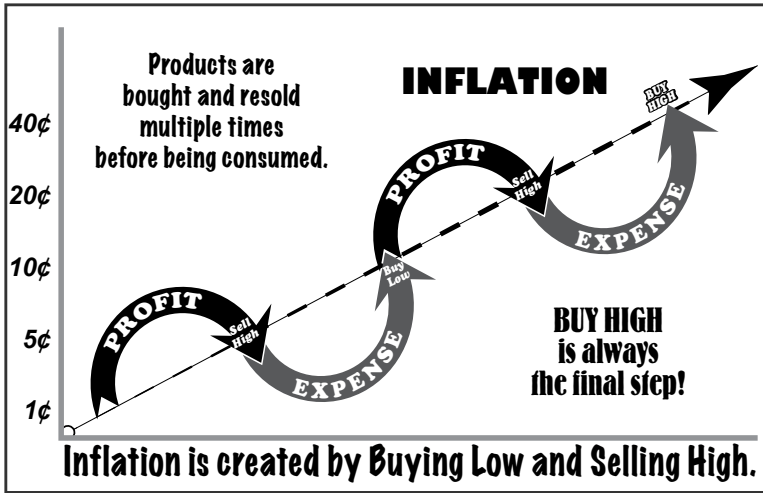 Products are
bought and resold
multiple times
before being consumed.
INFLATION
BUY
HIGH
40¢
20¢
10¢
5¢
1¢
PROFIT
Sell
High
EXPENSE
Buy
Low
PROFIT
Sell
High
EXPENSE
BUY HIGH
is always
the final step!
Inflation is created by Buying Low and Selling High.